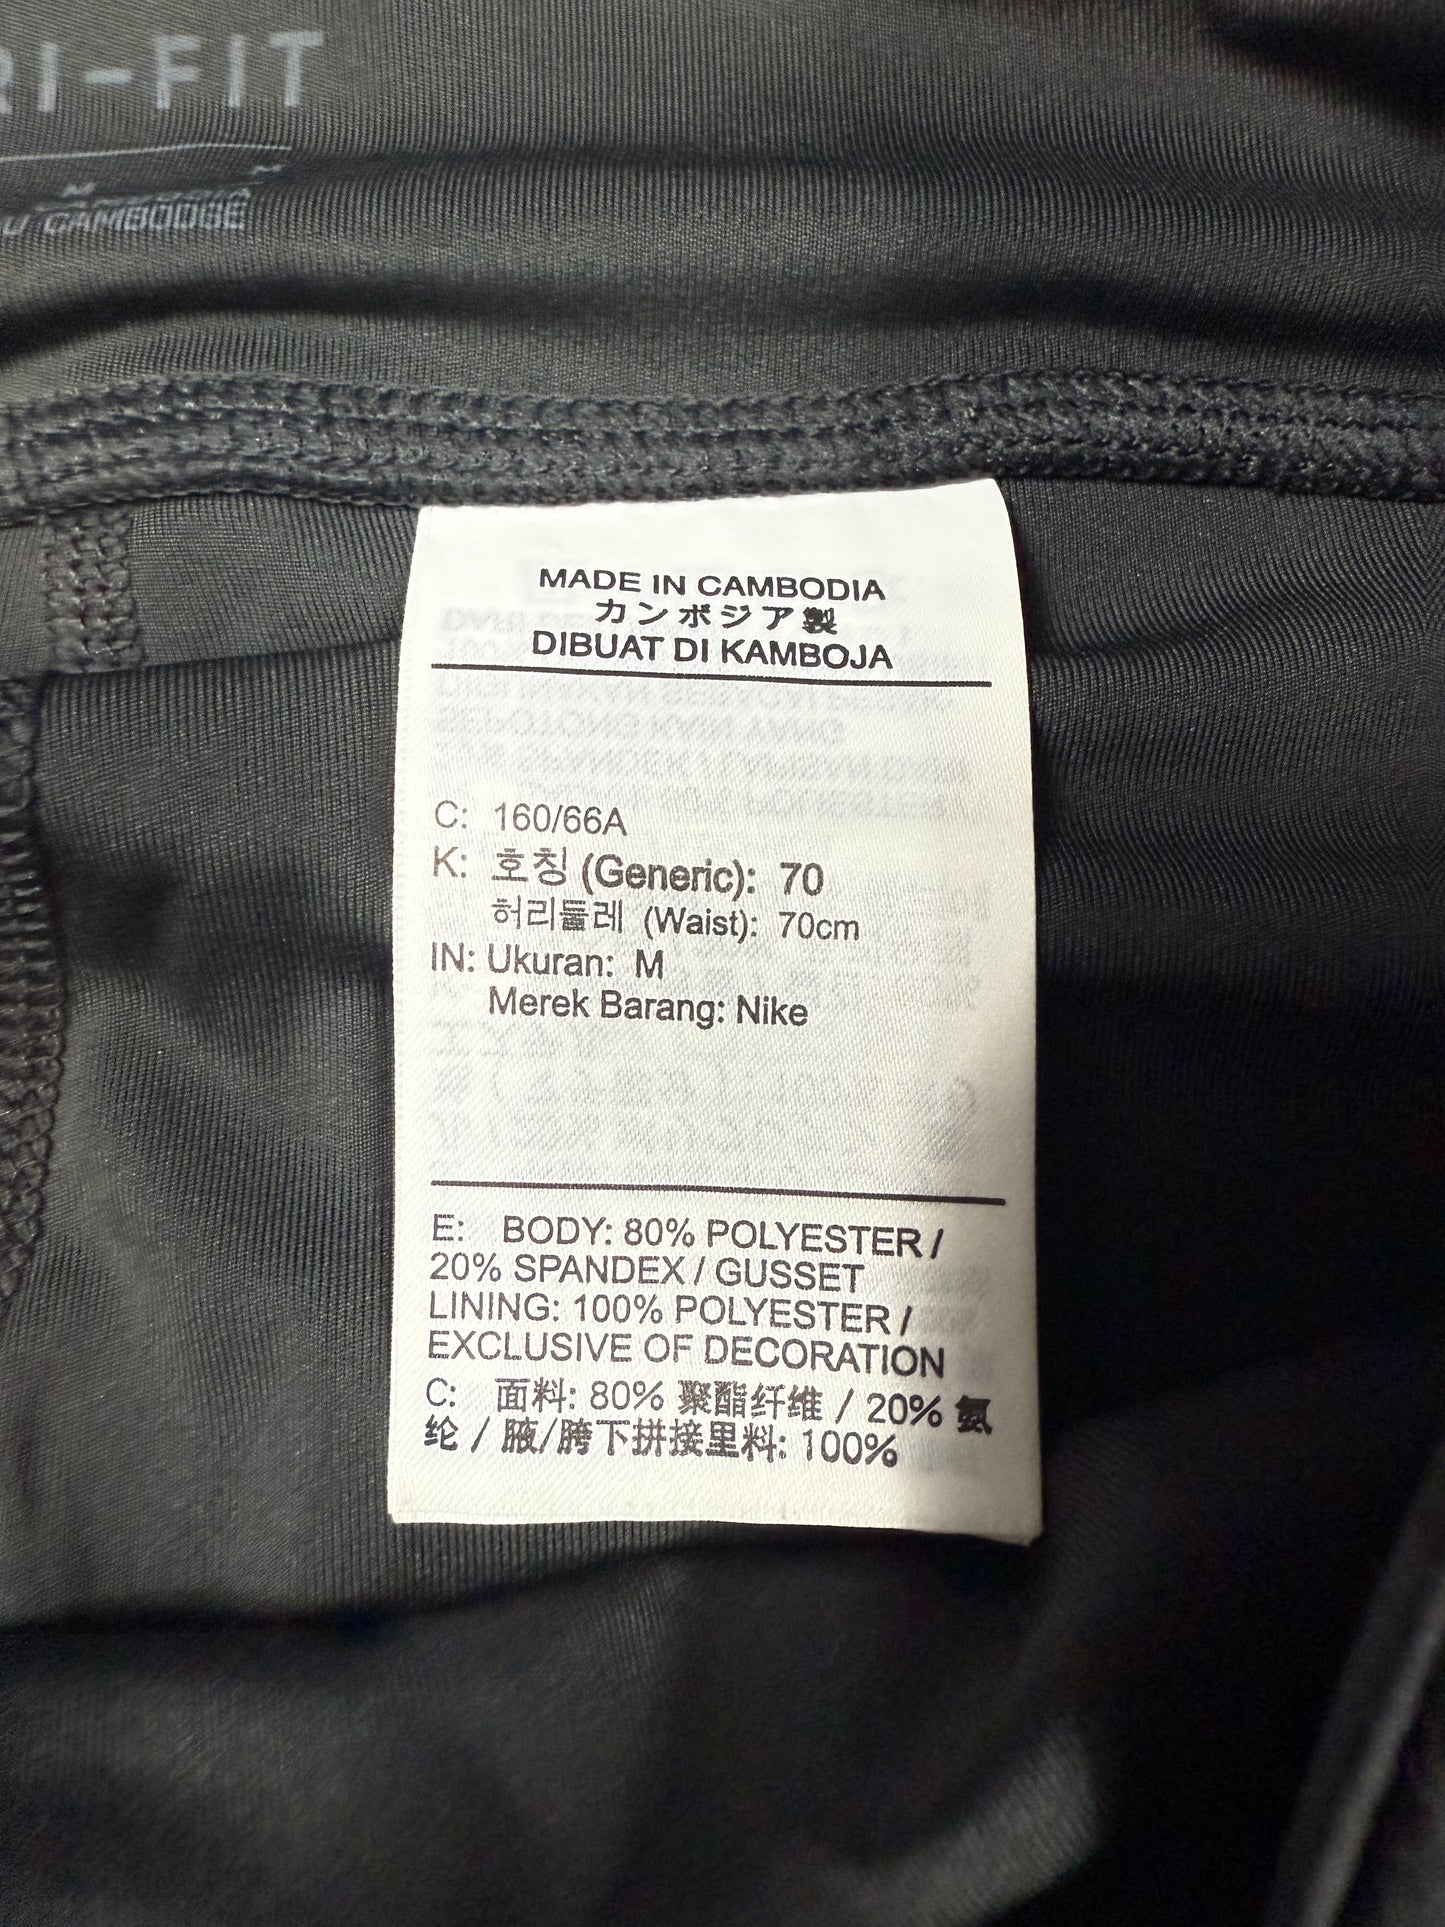 RI-FIT
M
M
CAMBODGE
MADE IN CAMBODIA
カンボジア製
DIBUAT DI KAMBOJA
C: 160/66A
K: 호칭 (Generic): 70
허리둘레 (Waist): 70cm
IN: Ukuran: M
Merek Barang: Nike
E: BODY: 80% POLYESTER /
20% SPANDEX / GUSSET
LINING: 100% POLYESTER /
EXCLUSIVE OF DECORATION
C: 面料: 80% 聚酯纤维 / 20% 氨
纶 / 腋/胯下拼接里料: 100%